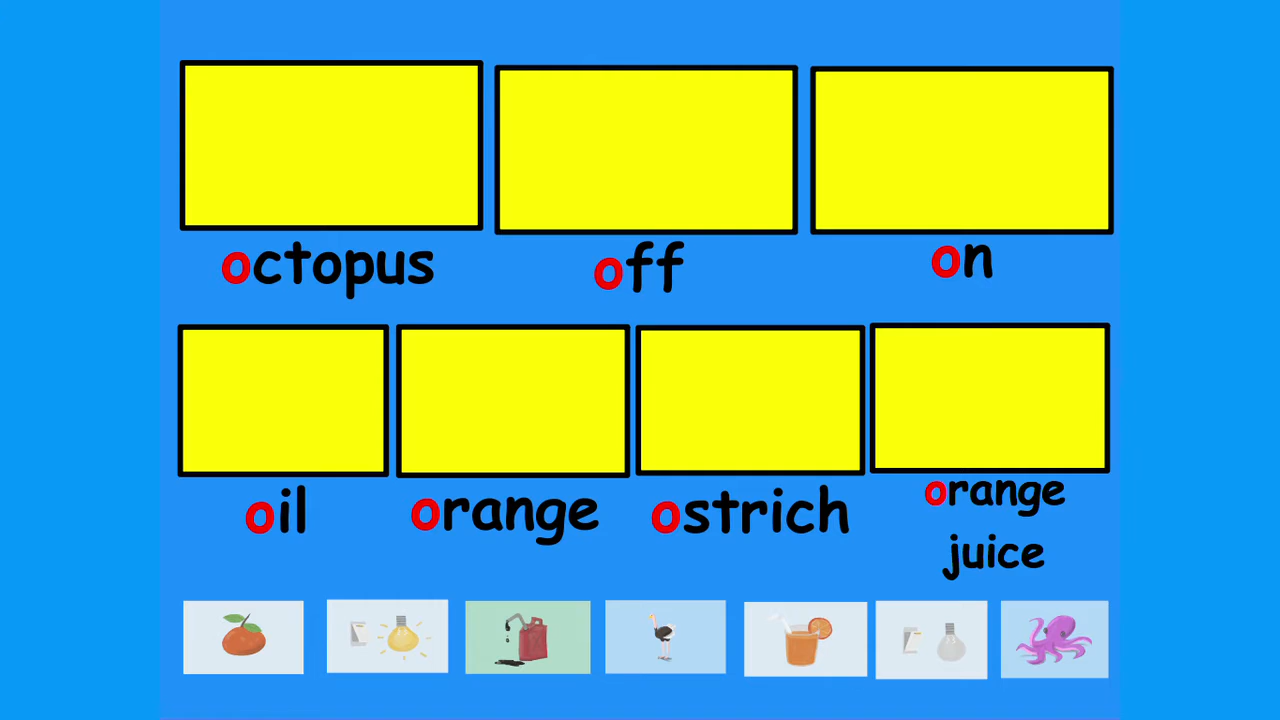 octopus
off
on
oil
orange
ostrich
orange
juice